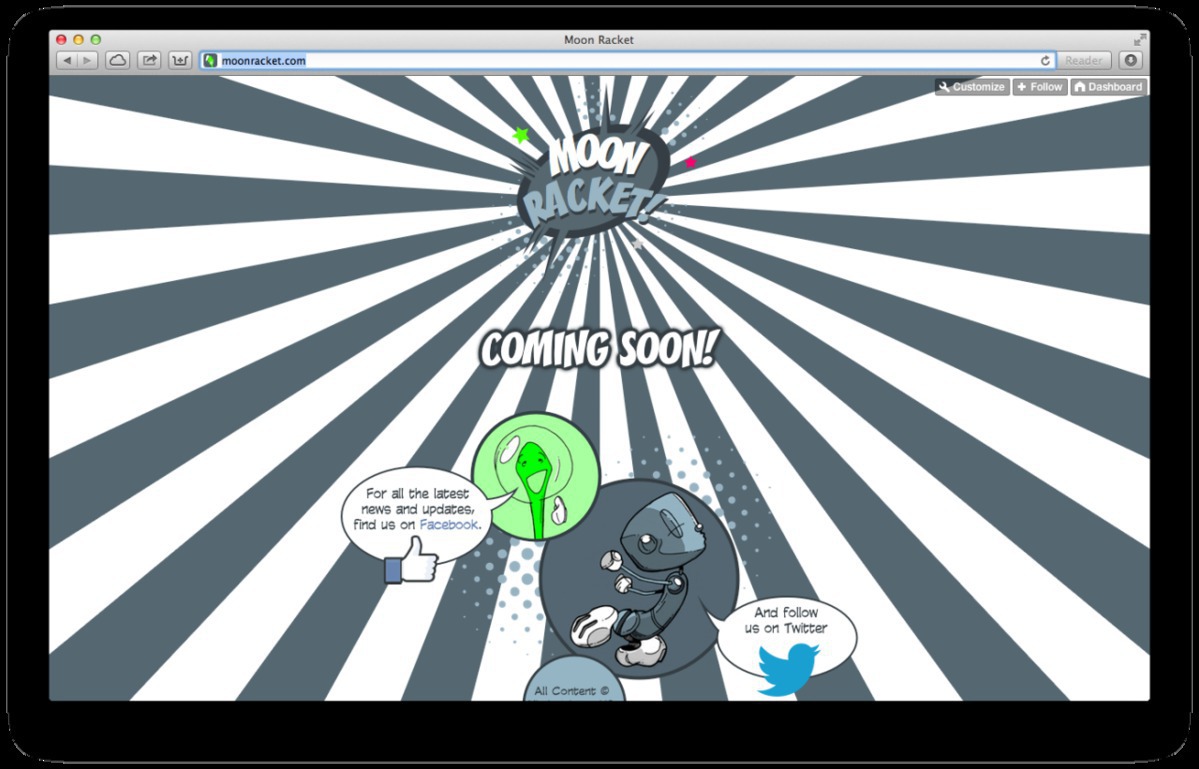 Moon Racket
moonracket.com
Reader
Customize
Follow
Dashboard
MOON
RACKET!
COMING SOON!
For all the latest
news and updates,
find us on Facebook.
And follow
us on Twitter
All Content ©